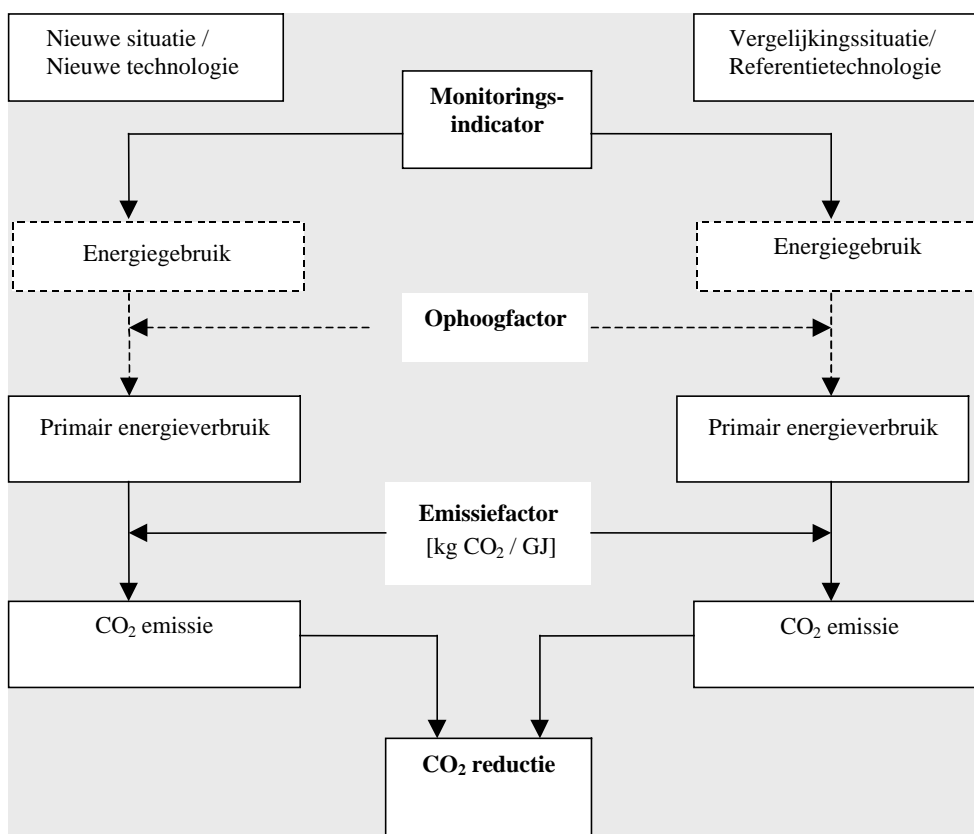 Nieuwe situatie /
Nieuwe technologie
Vergelijkingssituatie/
Referentietechnologie
Monitorings-
indicator
Energiegebruik
Energiegebruik
Ophoogfactor
Primair energieverbruik
Primair energieverbruik
Emissiefactor
[kg CO₂ / GJ]
CO₂ emissie
CO₂ emissie
CO₂ reductie